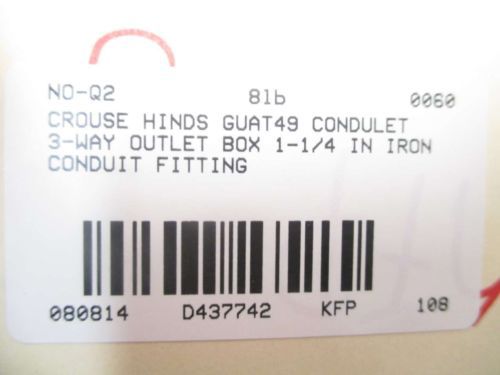 NO-Q2 8lb 0060
CROUSE HINDS GUAT49 CONDULET
3-WAY OUTLET BOX 1-1/4 IN IRON
CONDUIT FITTING
080814 D437742 KFP 108